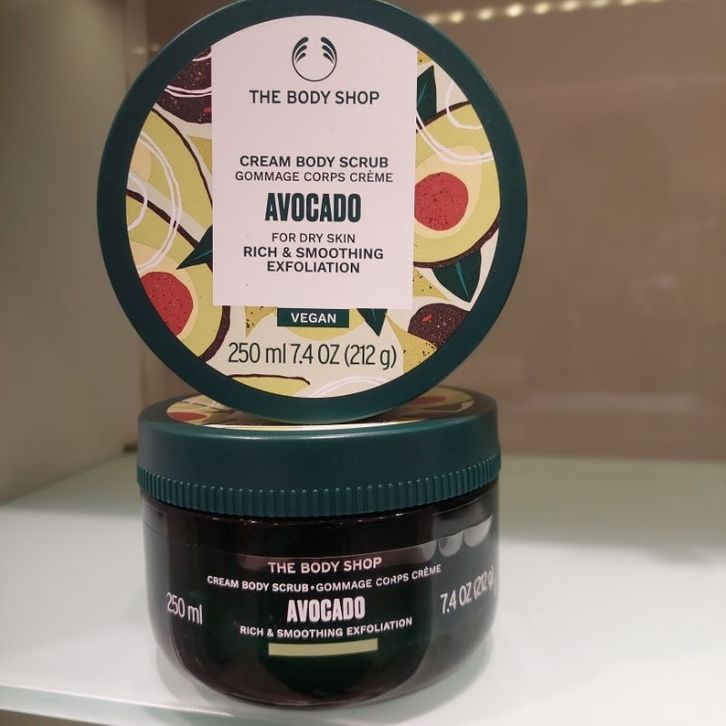 THE BODY SHOP
CREAM BODY SCRUB
GOMMAGE CORPS CRÈME
AVOCADO
FOR DRY SKIN
RICH & SMOOTHING
EXFOLIATION
VEGAN
250 ml 7.4 OZ (212 g)
THE BODY SHOP
CREAM BODY SCRUB • GOMMAGE CORPS CRÈME
250 ml AVOCADO 7.4 OZ (212 g)
RICH & SMOOTHING EXFOLIATION